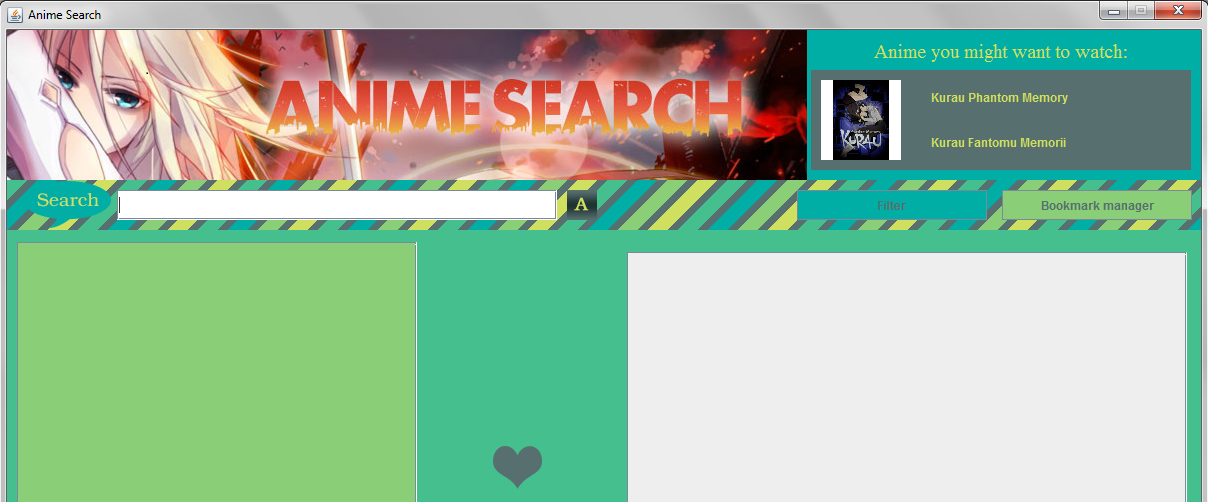 Anime Search
ANIME SEARCH
Anime you might want to watch:
KURAU
Kurau Phantom Memory
Kurau Fantomu Memorii
Search
A
Filter
Bookmark manager